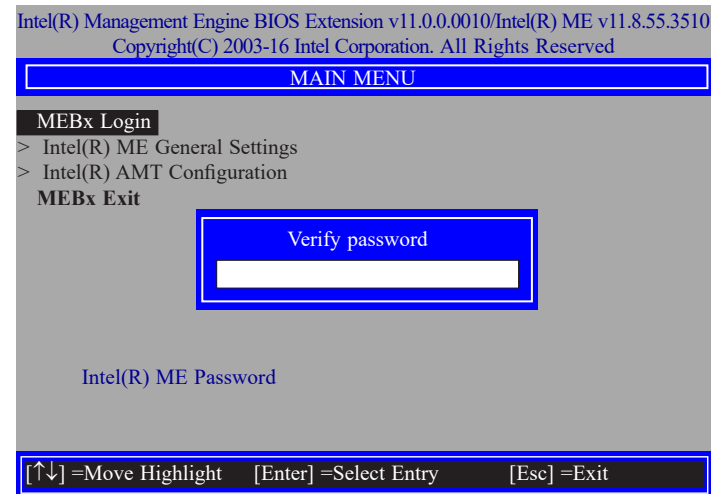 Intel(R) Management Engine BIOS Extension v11.0.0.0010/Intel(R) ME v11.8.55.3510
Copyright(C) 2003-16 Intel Corporation. All Rights Reserved
MAIN MENU
MEBx Login
> Intel(R) ME General Settings
> Intel(R) AMT Configuration
MEBx Exit
Verify password
Intel(R) ME Password
[↑↓] =Move Highlight [Enter] =Select Entry [Esc] =Exit